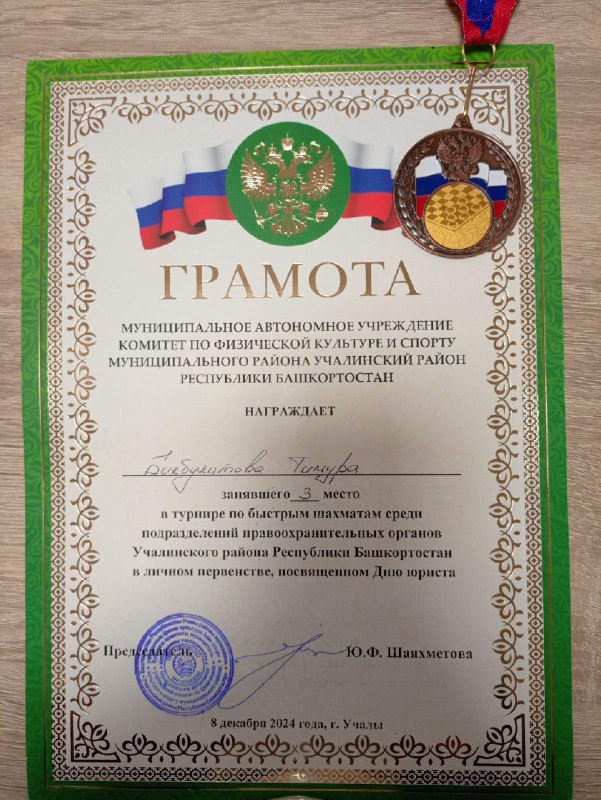 ГРАМОТА
МУНИЦИПАЛЬНОЕ АВТОНОМНОЕ УЧРЕЖДЕНИЕ
КОМИТЕТ ПО ФИЗИЧЕСКОЙ КУЛЬТУРЕ И СПОРТУ
МУНИЦИПАЛЬНОГО РАЙОНА УЧАЛИНСКИЙ РАЙОН
РЕСПУБЛИКИ БАШКОРТОСТАН
НАГРАЖДАЕТ
Бикбулатова Тимура
занявшего 3 место
в турнире по быстрым шахматам среди
подразделений правоохранительных органов
Учалинского района Республики Башкортостан
в личном первенстве, посвященном Дню юриста
Председатель Ю.Ф. Шаяхметова
8 декабря 2024 года, г. Учалы